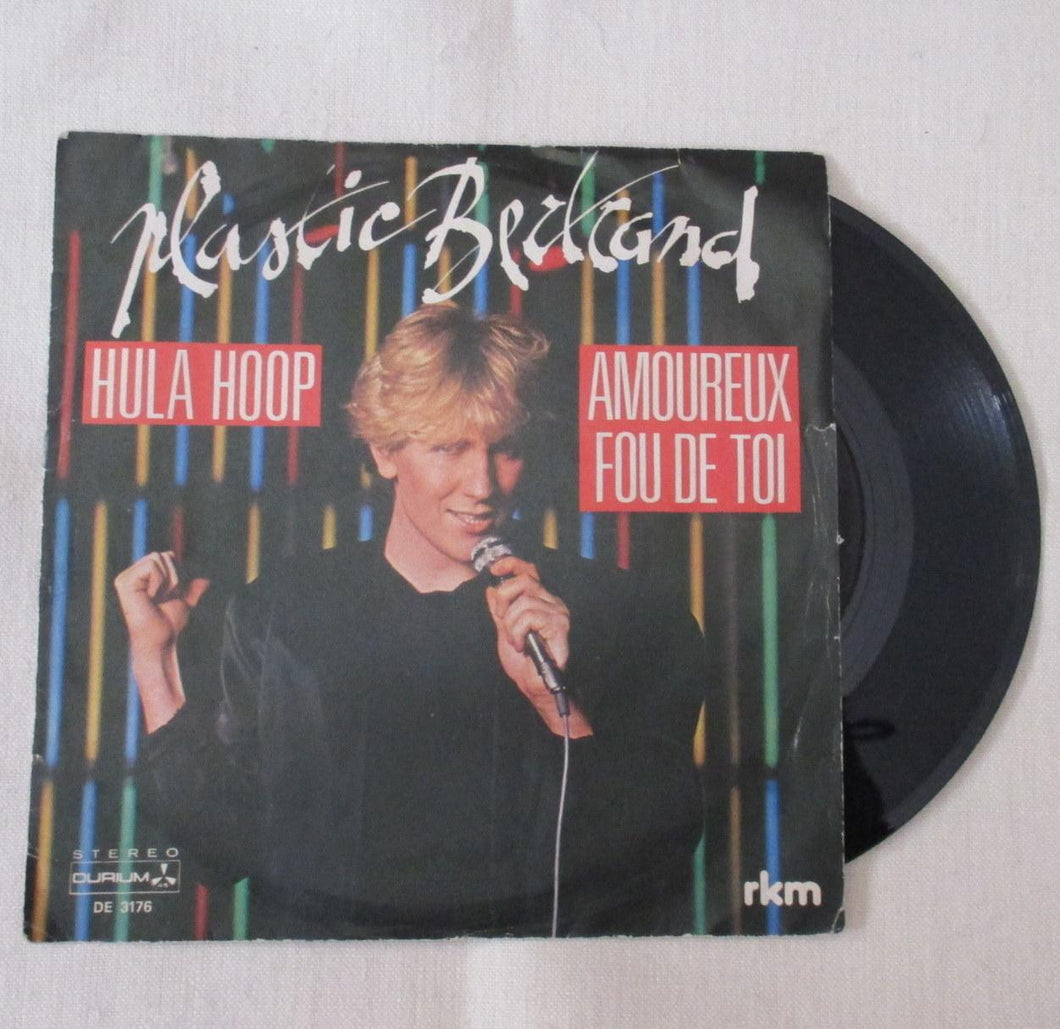 Plastic Bertrand
HULA HOOP
AMOUREUX
FOU DE TOI
STEREO
DURIUM
DE 3176
rkm